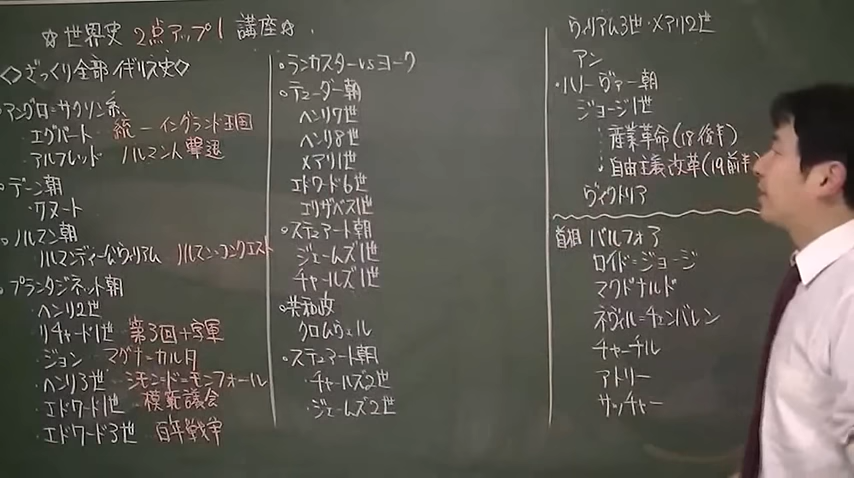 ☆世界史 2点アップ！講座☆
◇ざっくり全部イギリス史◇
◦アングロ=サクソン系
エグバート 統一イングランド王国
アルフレッド ノルマン人撃退
◦デーン朝
・クヌート
◦ノルマン朝
ノルマンディー公ウィリアム ノルマン=コンクエスト
◦プランタジネット朝
・ヘンリ2世
・リチャード1世 第3回十字軍
・ジョン マグナ=カルタ
・ヘンリ3世 シモン=ド=モンフォール
・エドワード1世 模範議会
・エドワード3世 百年戦争
◦ランカスターvsヨーク
◦テューダー朝
ヘンリ7世
ヘンリ8世
メアリ1世
エドワード6世
エリザベス1世
◦ステュアート朝
ジェームズ1世
チャールズ1世
◦共和政
クロムウェル
◦ステュアート朝
・チャールズ2世
・ジェームズ2世
ウィリアム3世・メアリ2世
アン
・ハノーヴァー朝
ジョージ1世
産業革命(18後半)
自由主義改革(19前半)
ヴィクトリア
首相 バルフォア
ロイド=ジョージ
マクドナルド
ネヴィル=チェンバレン
チャーチル
アトリー
サッチャー